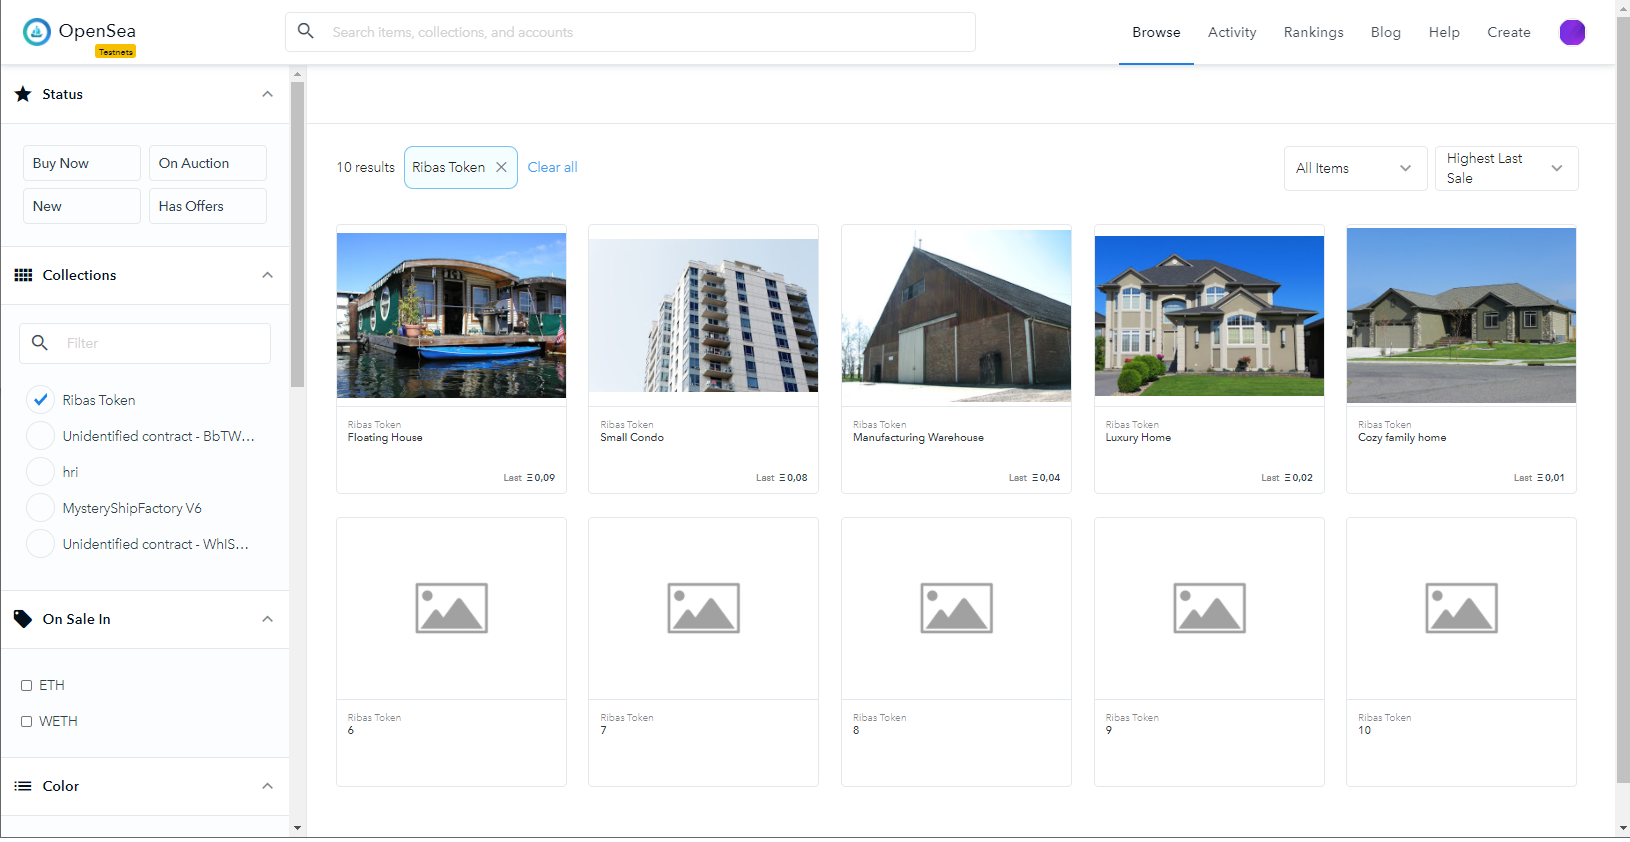 OpenSea
Testnets
Search items, collections, and accounts
Browse
Activity
Rankings
Blog
Help
Create
Status
Buy Now
On Auction
New
Has Offers
Collections
Filter
Ribas Token
Unidentified contract - BbTW...
hri
MysteryShipFactory V6
Unidentified contract - WhIS...
On Sale In
ETH
WETH
Color
10 results
Ribas Token
Clear all
All Items
Highest Last
Sale
Ribas Token
Floating House
Last Ξ 0,09
Ribas Token
Small Condo
Last Ξ 0,08
Ribas Token
Manufacturing Warehouse
Last Ξ 0,04
Ribas Token
Luxury Home
Last Ξ 0,02
Ribas Token
Cozy family home
Last Ξ 0,01
Ribas Token
6
Ribas Token
7
Ribas Token
8
Ribas Token
9
Ribas Token
10